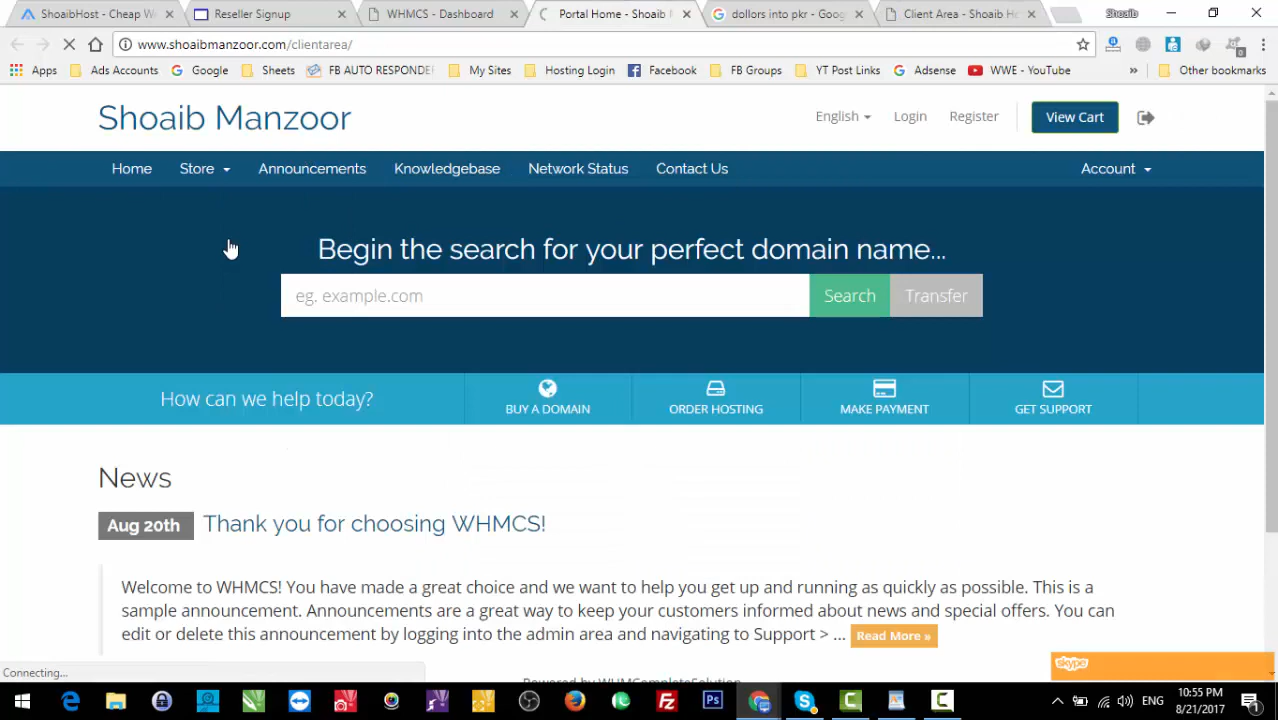 ShoaibHost - Cheap W
Reseller Signup
WHMCS - Dashboard
Portal Home - Shoaib
dollors into pkr - Goog
Client Area - Shoaib H
Shoaib
www.shoaibmanzoor.com/clientarea/
Apps
Ads Accounts
Google
Sheets
FB AUTO RESPONDER
My Sites
Hosting Login
Facebook
FB Groups
YT Post Links
Adsense
WWE - YouTube
»
Other bookmarks
Shoaib Manzoor
English
Login
Register
View Cart
Home
Store
Announcements
Knowledgebase
Network Status
Contact Us
Account
Begin the search for your perfect domain name...
eg. example.com
Search
Transfer
How can we help today?
BUY A DOMAIN
ORDER HOSTING
MAKE PAYMENT
GET SUPPORT
News
Aug 20th
Thank you for choosing WHMCS!
Welcome to WHMCS! You have made a great choice and we want to help you get up and running as quickly as possible. This is a
sample announcement. Announcements are a great way to keep your customers informed about news and special offers. You can
edit or delete this announcement by logging into the admin area and navigating to Support > ...
Read More »
Powered by WHMCompleteSolution
Connecting...
skype
Ps
Fz
ENG
10:55 PM
8/21/2017